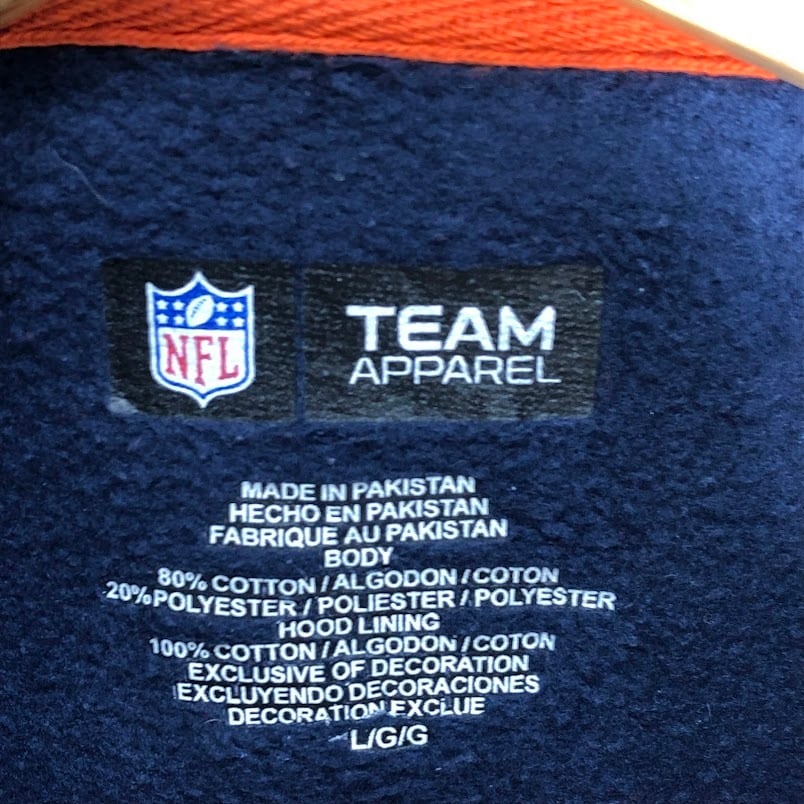 NFL
TEAM
APPAREL
MADE IN PAKISTAN
HECHO EN PAKISTAN
FABRIQUE AU PAKISTAN
BODY
80% COTTON / ALGODON / COTON
20% POLYESTER / POLIESTER / POLYESTER
HOOD LINING
100% COTTON / ALGODON / COTON
EXCLUSIVE OF DECORATION
EXCLUYENDO DECORACIONES
DECORATION EXCLUE
L/G/G